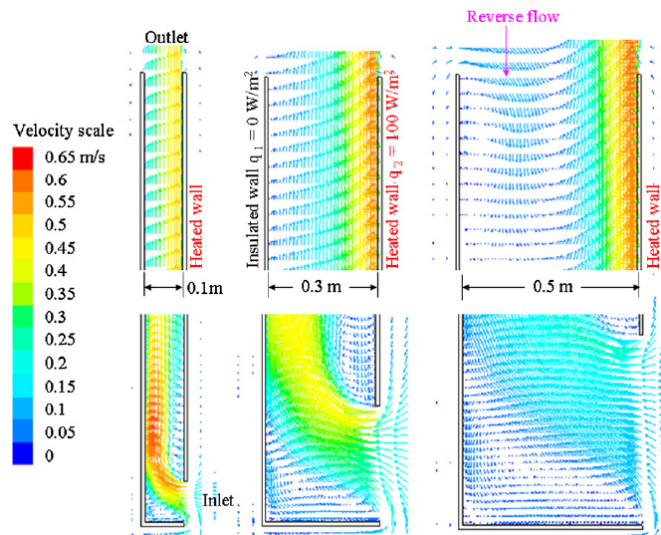 Reverse flow
Outlet
Velocity scale
0.65 m/s
0.6
0.55
0.5
0.45
0.4
0.35
0.3
0.25
0.2
0.15
0.1
0.05
0
Heated wall
Insulated wall q₁ = 0 W/m²
Heated wall q₂ = 100 W/m²
Heated wall
0.1m
0.3 m
0.5 m
Inlet